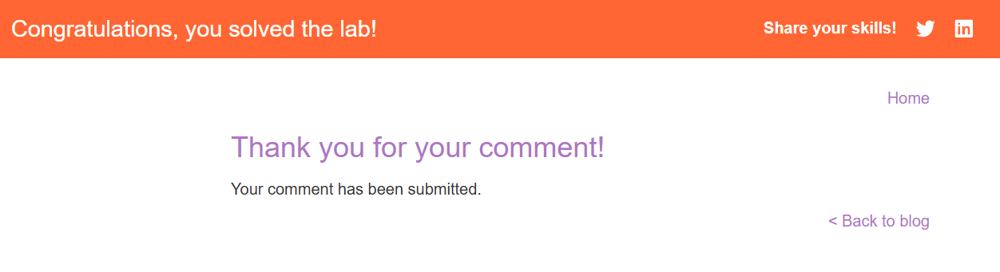 Congratulations, you solved the lab!
Share your skills!
Home
Thank you for your comment!
Your comment has been submitted.
< Back to blog